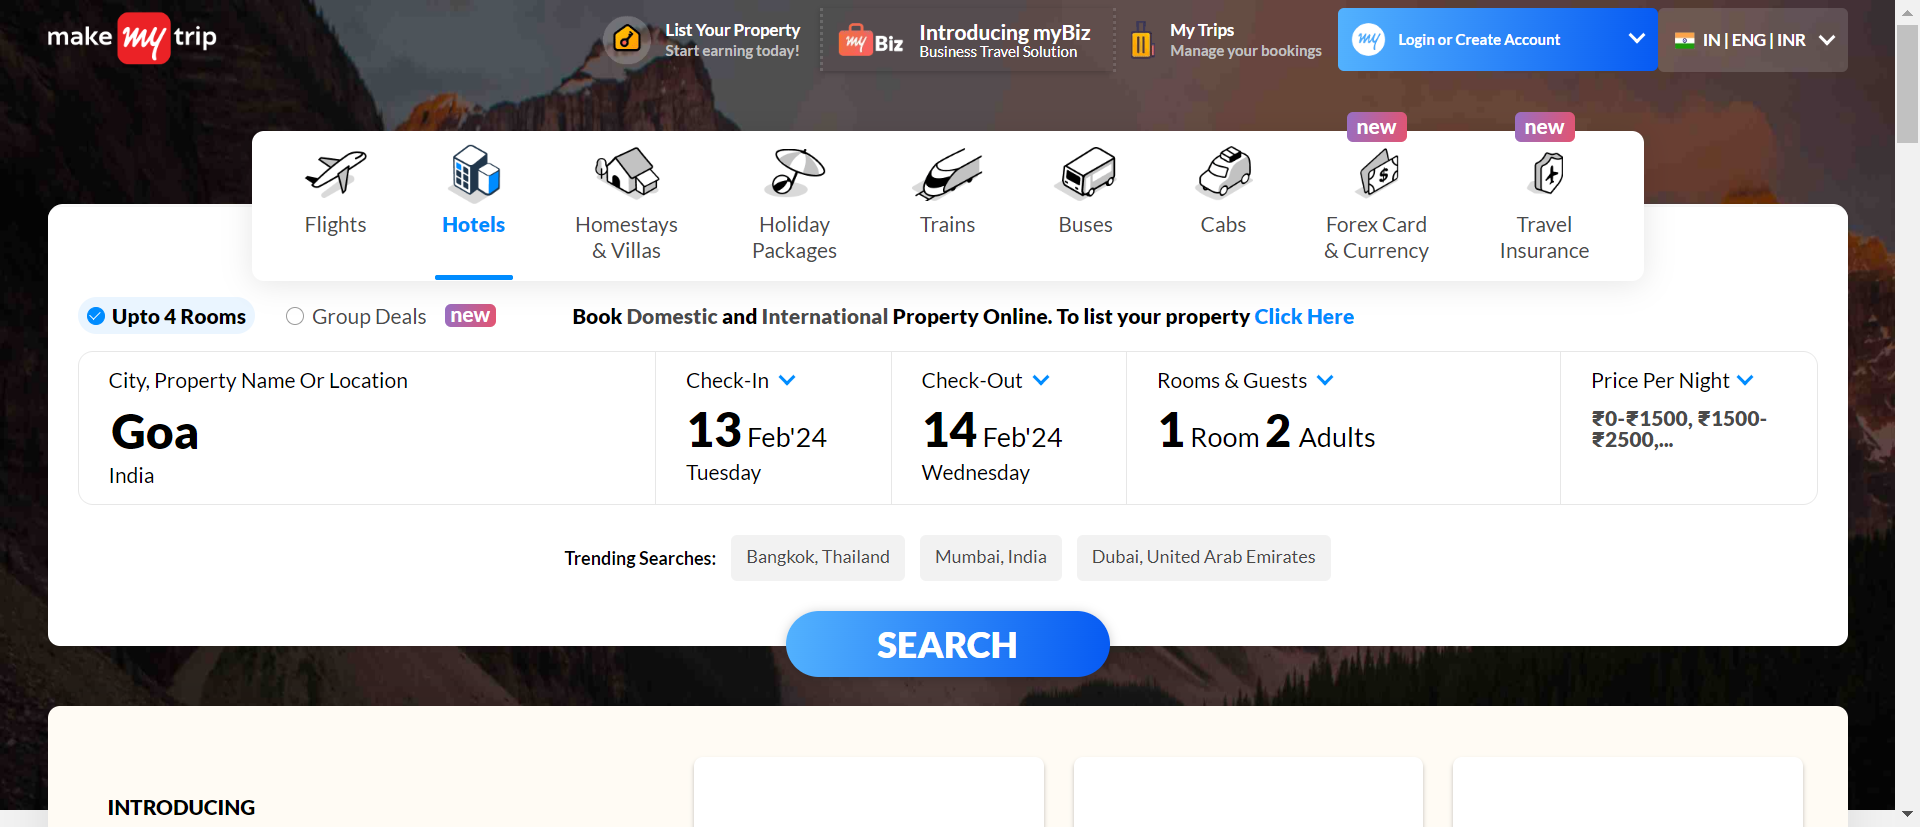 make my trip
List Your Property
Start earning today!
my Biz
Introducing myBiz
Business Travel Solution
My Trips
Manage your bookings
my
Login or Create Account
IN | ENG | INR
new
new
Flights
Hotels
Homestays
& Villas
Holiday
Packages
Trains
Buses
Cabs
Forex Card
& Currency
Travel
Insurance
Upto 4 Rooms
Group Deals
new
Book Domestic and International Property Online. To list your property Click Here
City, Property Name Or Location
Goa
India
Check-In
13 Feb'24
Tuesday
Check-Out
14 Feb'24
Wednesday
Rooms & Guests
1 Room 2 Adults
Price Per Night
₹0-₹1500, ₹1500-
₹2500,...
Trending Searches:
Bangkok, Thailand
Mumbai, India
Dubai, United Arab Emirates
SEARCH
INTRODUCING